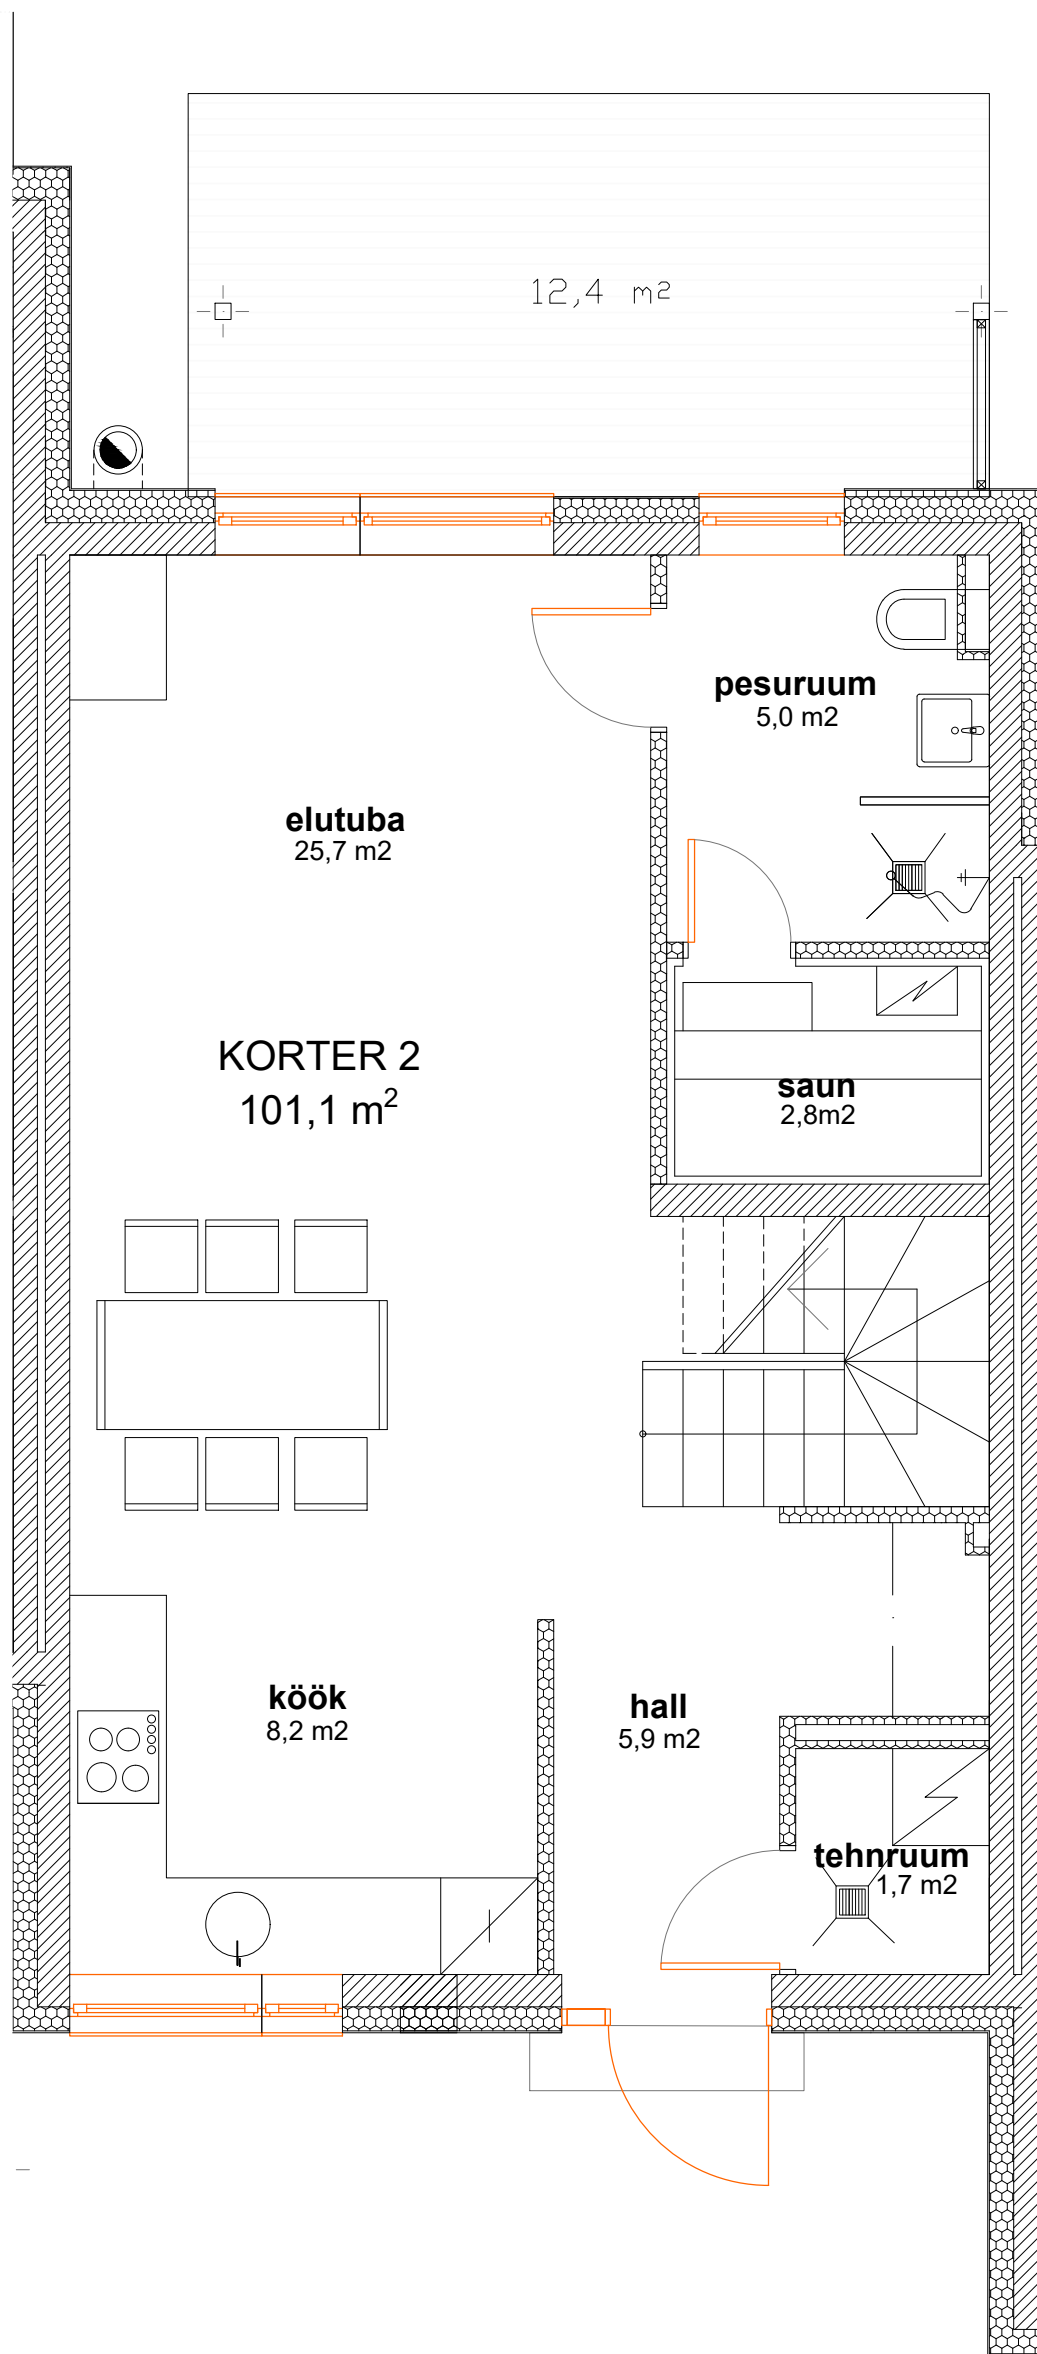 12,4 m²
pesuruum
5,0 m2
elutuba
25,7 m2
KORTER 2
101,1 m²
saun
2,8m2
köök
8,2 m2
hall
5,9 m2
tehnruum
1,7 m2